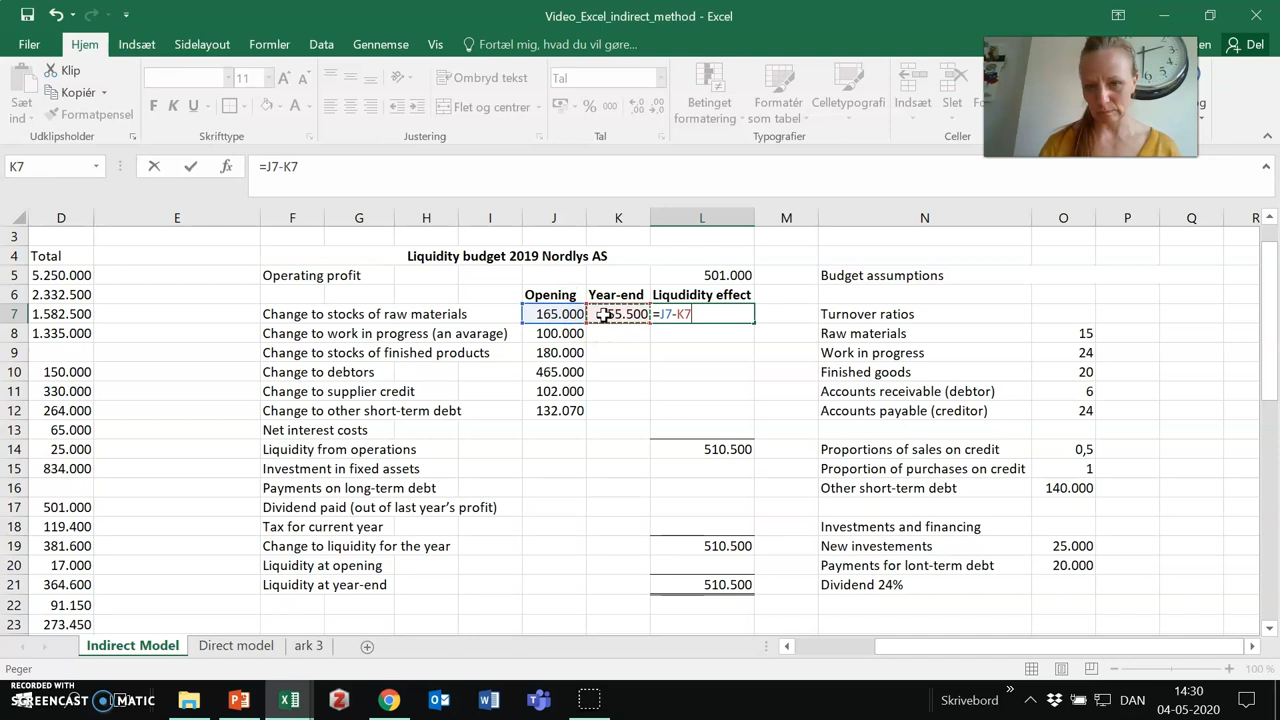 Video_Excel_indirect_method - Excel
Filer Hjem Indsæt Sidelayout Formler Data Gennemse Vis Fortæl mig, hvad du vil gøre... en Del
Sæt ind Klip Kopiér Formatpensel 11 Ombryd tekst Flet og centrer Tal Betinget formatering Formatér som tabel Celletypografi Indsæt Slet
Udklipsholder Skrifttype Justering Tal Typografier Celler
K7 =J7-K7
D E F G H I J K L M N O P Q R
3
4 Total Liquidity budget 2019 Nordlys AS
5 5.250.000 Operating profit 501.000 Budget assumptions
6 2.332.500 Opening Year-end Liqudidity effect
7 1.582.500 Change to stocks of raw materials 165.000 55.500 =J7-K7 Turnover ratios
8 1.335.000 Change to work in progress (an avarage) 100.000 Raw materials 15
9 Change to stocks of finished products 180.000 Work in progress 24
10 150.000 Change to debtors 465.000 Finished goods 20
11 330.000 Change to supplier credit 102.000 Accounts receivable (debtor) 6
12 264.000 Change to other short-term debt 132.070 Accounts payable (creditor) 24
13 65.000 Net interest costs
14 25.000 Liquidity from operations 510.500 Proportions of sales on credit 0,5
15 834.000 Investment in fixed assets Proportion of purchases on credit 1
16 Payments on long-term debt Other short-term debt 140.000
17 501.000 Dividend paid (out of last year’s profit)
18 119.400 Tax for current year Investments and financing
19 381.600 Change to liquidity for the year 510.500 New investements 25.000
20 17.000 Liquidity at opening Payments for lont-term debt 20.000
21 364.600 Liquidity at year-end 510.500 Dividend 24%
22 91.150
23 273.450
Indirect Model Direct model ark 3
Peger 100 %
RECORDED WITH
SCREENCAST MATIC
Skrivebord DAN 14:30
04-05-2020